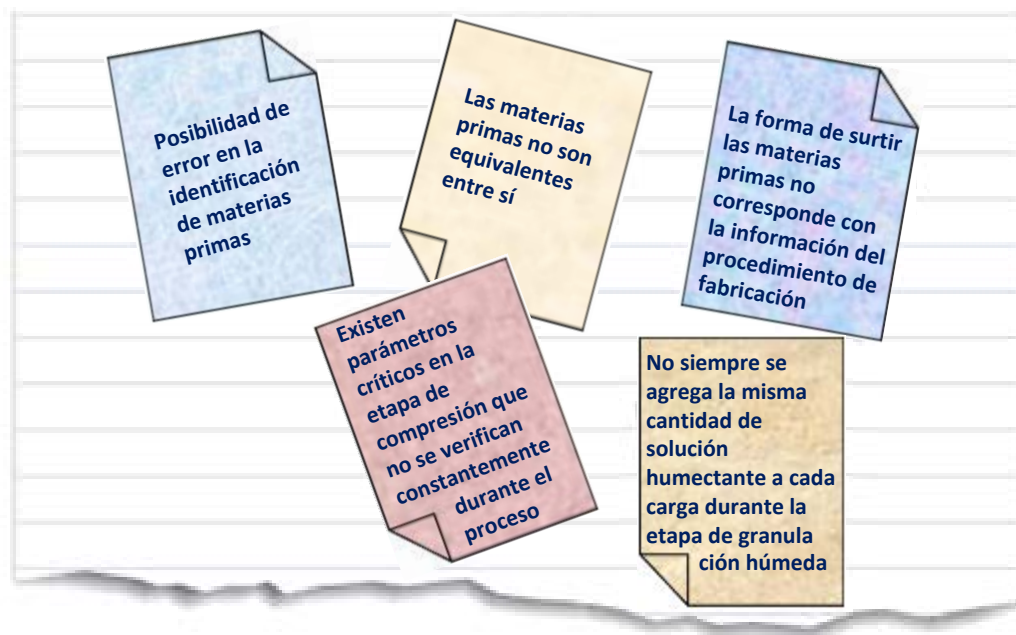 Posibilidad de
error en la
identificación
de materias
primas
Las materias
primas no son
equivalentes
entre sí
La forma de surtir
las materias
primas no
corresponde con
la información del
procedimiento de
fabricación
Existen
parámetros
críticos en la
etapa de
compresión que
no se verifican
constantemente
durante el
proceso
No siempre se
agrega la misma
cantidad de
solución
humectante a cada
carga durante la
etapa de granula
ción húmeda